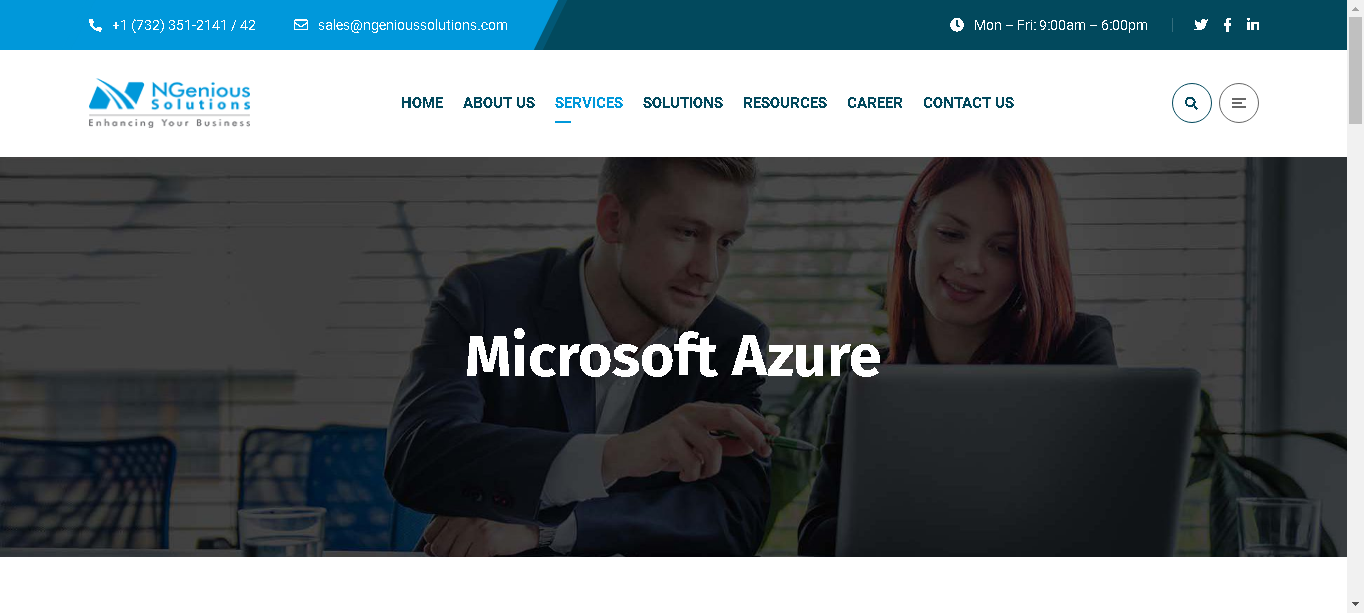 +1 (732) 351-2141 / 42 sales@ngenioussolutions.com Mon – Fri: 9:00am – 6:00pm
NGenious
Solutions
Enhancing Your Business
HOME ABOUT US SERVICES SOLUTIONS RESOURCES CAREER CONTACT US
Microsoft Azure